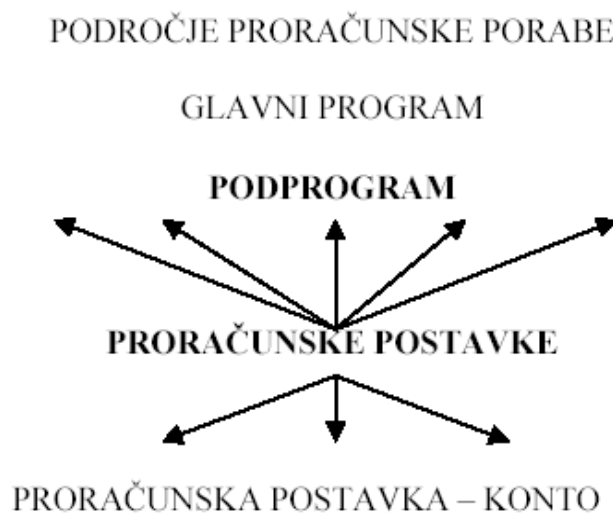 PODROČJE PRORAČUNSKE PORABE
GLAVNI PROGRAM
PODPROGRAM
PRORAČUNSKE POSTAVKE
PRORAČUNSKA POSTAVKA – KONTO